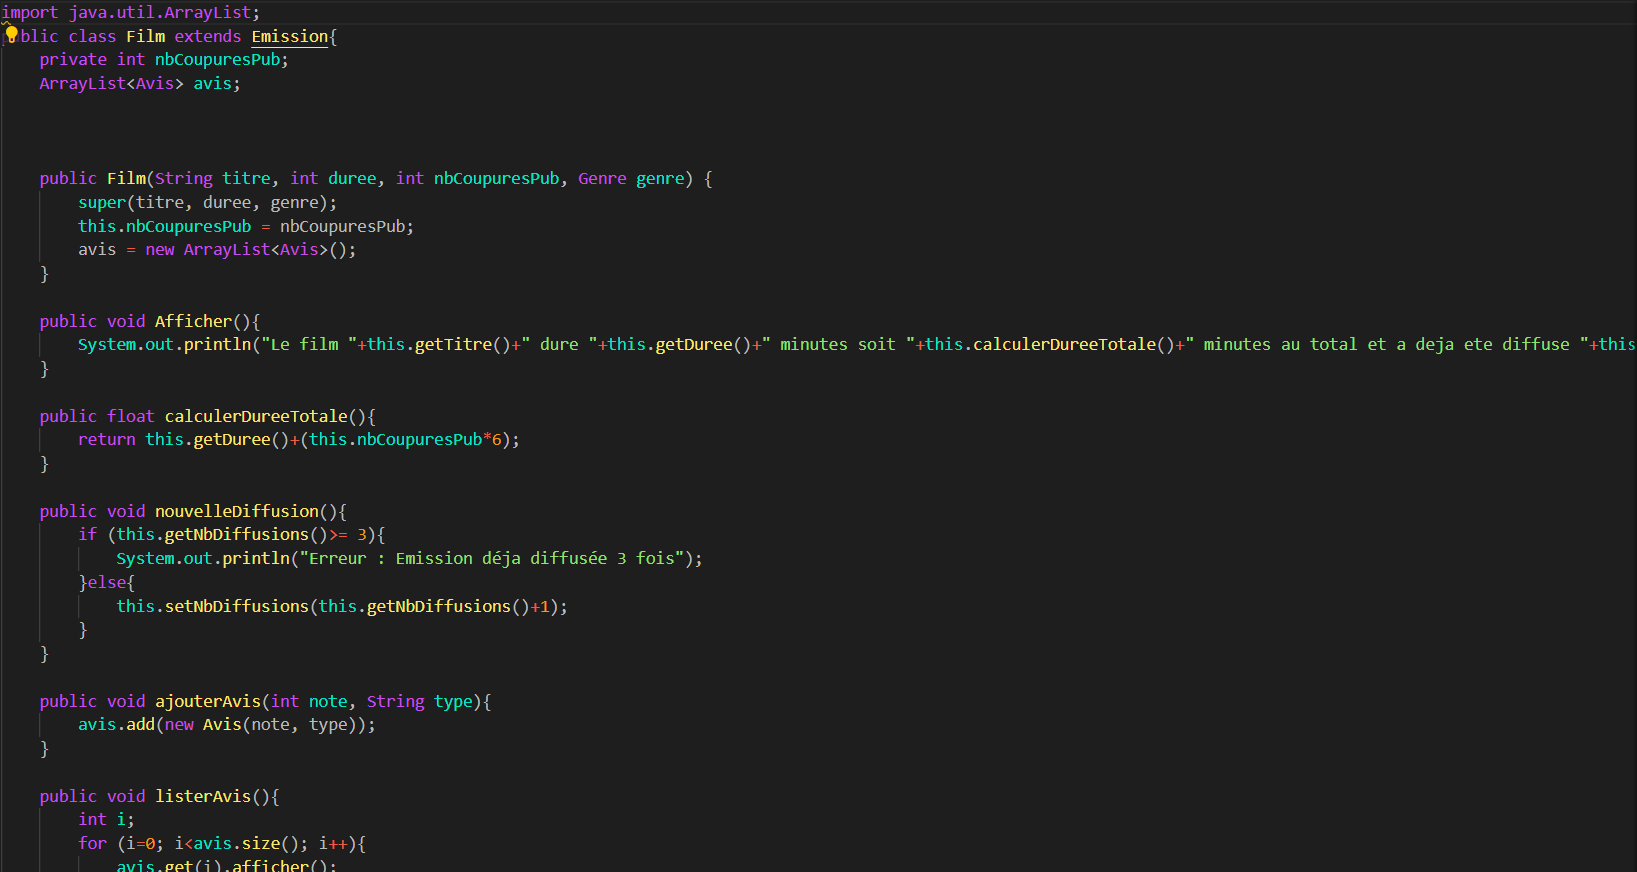 import java.util.ArrayList;
blic class Film extends Emission{
private int nbCoupuresPub;
ArrayList<Avis> avis;
public Film(String titre, int duree, int nbCoupuresPub, Genre genre) {
super(titre, duree, genre);
this.nbCoupuresPub = nbCoupuresPub;
avis = new ArrayList<Avis>();
}
public void Afficher(){
System.out.println("Le film "+this.getTitre()+" dure "+this.getDuree()+" minutes soit "+this.calculerDureeTotale()+" minutes au total et a deja ete diffuse "+this
}
public float calculerDureeTotale(){
return this.getDuree()+(this.nbCoupuresPub*6);
}
public void nouvelleDiffusion(){
if (this.getNbDiffusions()>= 3){
System.out.println("Erreur : Emission déja diffusée 3 fois");
}else{
this.setNbDiffusions(this.getNbDiffusions()+1);
}
}
public void ajouterAvis(int note, String type){
avis.add(new Avis(note, type));
}
public void listerAvis(){
int i;
for (i=0; i<avis.size(); i++){
avis.get(i).afficher();